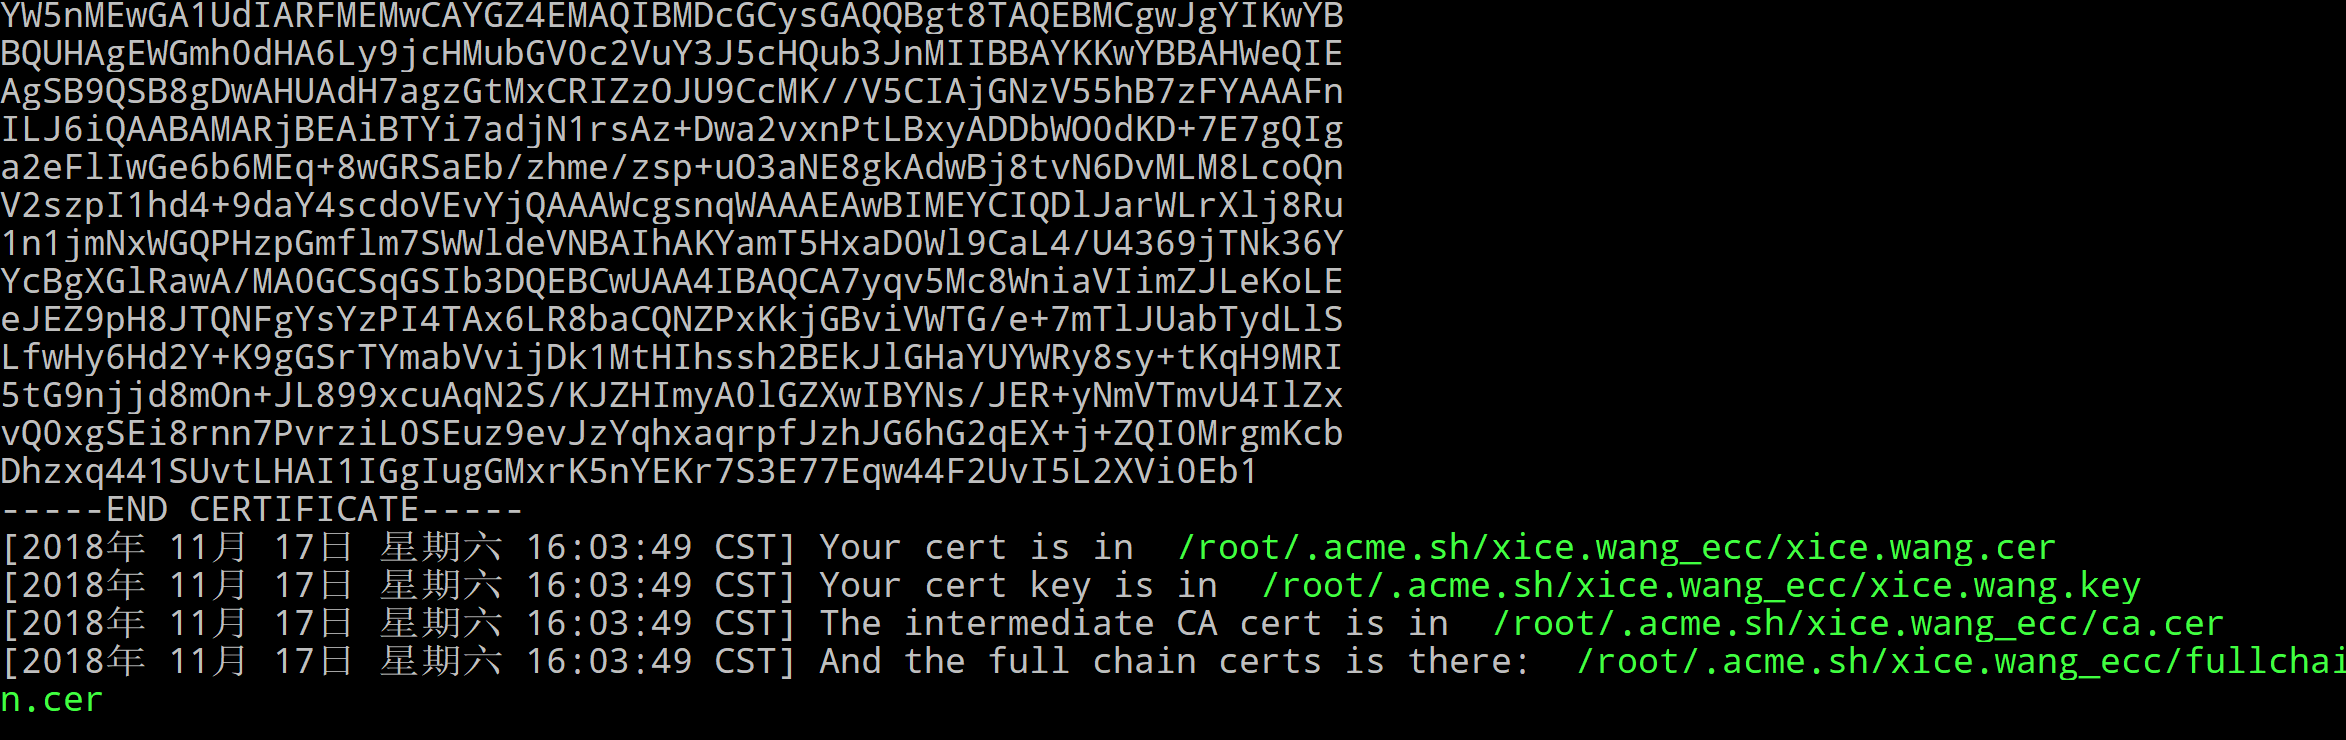 YW5nMEwGA1UdIARFMEMwCAYGZ4EMAQIBMDcGCysGAQQBgt8TAQEBMCgwJgYIKwYB
BQUHAgEWGmh0dHA6Ly9jcHMubGV0c2VuY3J5cHQub3JnMIIBBAYKKwYBBAHWeQIE
AgSB9QSB8gDwAHUAdH7agzGtMxCRIZzOJU9CcMK//V5CIAjGNzV55hB7zFYAAAFn
ILJ6iQAABAMARjBEAiBTYi7adjN1rsAz+Dwa2vxnPtLBxyADDbWO0dKD+7E7gQIg
a2eFlIwGe6b6MEq+8wGRSaEb/zhme/zsp+uO3aNE8gkAdwBj8tvN6DvMLM8LcoQn
V2szpI1hd4+9daY4scdoVEvYjQAAAWcgsnqWAAAEAwBIMEYCIQDlJarWLrXlj8Ru
1n1jmNxWGQPHzpGmflm7SWWldeVNBAIhAKYamT5HxaD0Wl9CaL4/U4369jTNk36Y
YcBgXGlRawA/MA0GCSqGSIb3DQEBCwUAA4IBAQCA7yqv5Mc8WniaVIimZJLeKoLE
eJEZ9pH8JTQNFgYsYzPI4TAx6LR8baCQNZPxKkjGBviVWTG/e+7mTlJUabTydLlS
LfwHy6Hd2Y+K9gGSrTYmabVvijDk1MtHIhssh2BEkJlGHaYUYWRy8sy+tKqH9MRI
5tG9njjd8mOn+JL899xcuAqN2S/KJZHImyA0lGZXwIBYNs/JER+yNmVTmvU4IlZx
vQ0xgSEi8rnn7PvrziL0SEuz9evJzYqhxaqrpfJzhJG6hG2qEX+j+ZQI0MrgmKcb
Dhzxq441SUvtLHAI1IGgIugGMxrK5nYEKr7S3E77Eqw44F2UvI5L2XVi0Eb1
-----END CERTIFICATE-----
[2018年 11月 17日 星期六 16:03:49 CST] Your cert is in  /root/.acme.sh/xice.wang_ecc/xice.wang.cer
[2018年 11月 17日 星期六 16:03:49 CST] Your cert key is in  /root/.acme.sh/xice.wang_ecc/xice.wang.key
[2018年 11月 17日 星期六 16:03:49 CST] The intermediate CA cert is in  /root/.acme.sh/xice.wang_ecc/ca.cer
[2018年 11月 17日 星期六 16:03:49 CST] And the full chain certs is there:  /root/.acme.sh/xice.wang_ecc/fullchai
n.cer